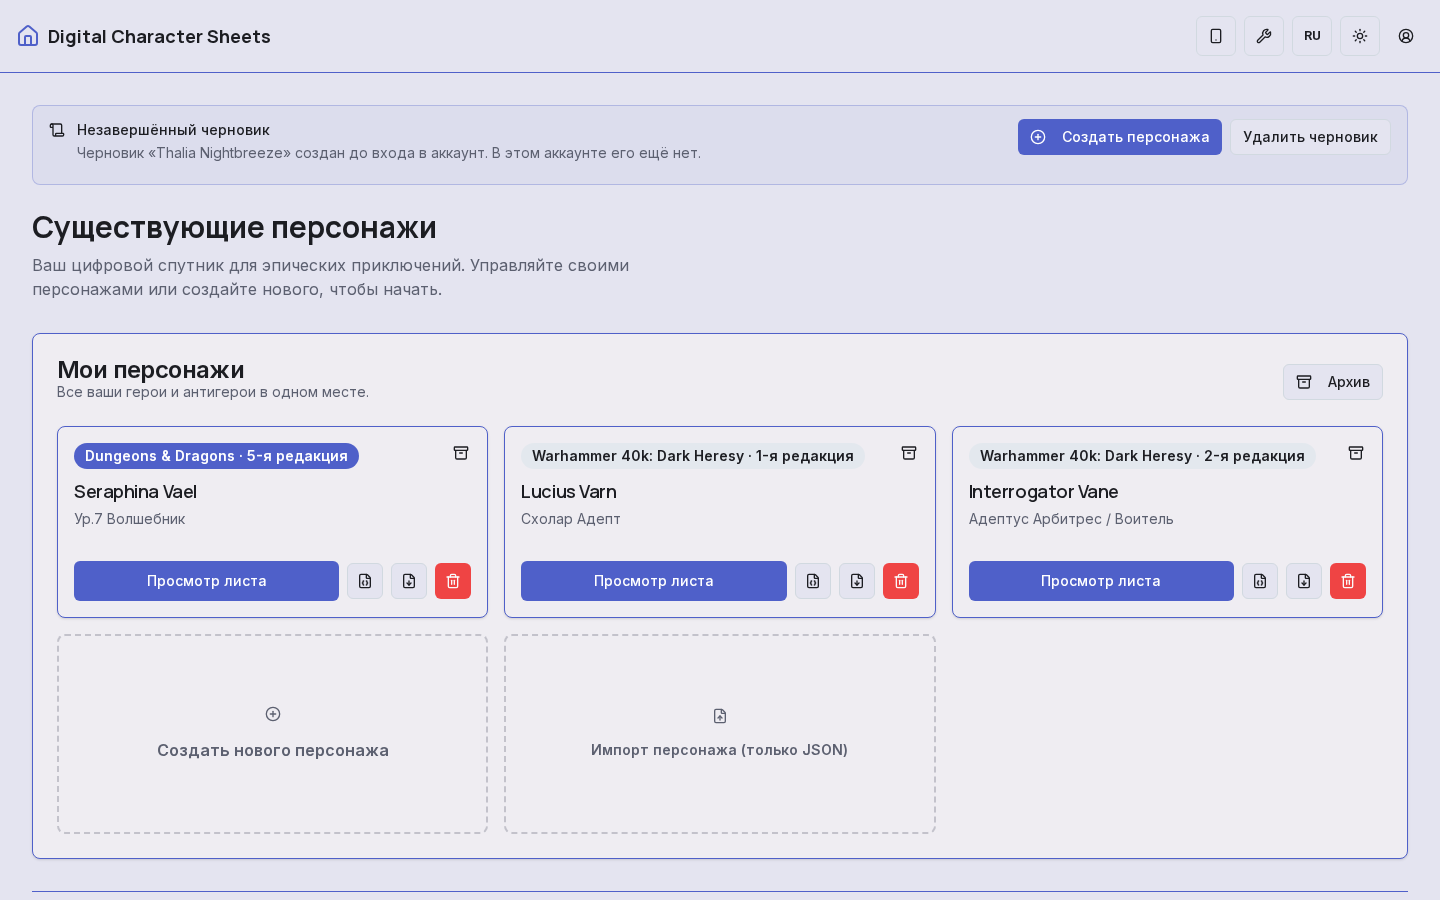 Digital Character Sheets
RU
Незавершённый черновик
Черновик «Thalia Nightbreeze» создан до входа в аккаунт. В этом аккаунте его ещё нет.
Создать персонажа
Удалить черновик
Существующие персонажи
Ваш цифровой спутник для эпических приключений. Управляйте своими
персонажами или создайте нового, чтобы начать.
Мои персонажи
Все ваши герои и антигерои в одном месте.
Архив
Dungeons & Dragons · 5-я редакция
Seraphina Vael
Ур.7 Волшебник
Просмотр листа
Warhammer 40k: Dark Heresy · 1-я редакция
Lucius Varn
Схолар Адепт
Просмотр листа
Warhammer 40k: Dark Heresy · 2-я редакция
Interrogator Vane
Адептус Арбитрес / Воитель
Просмотр листа
Создать нового персонажа
Импорт персонажа (только JSON)